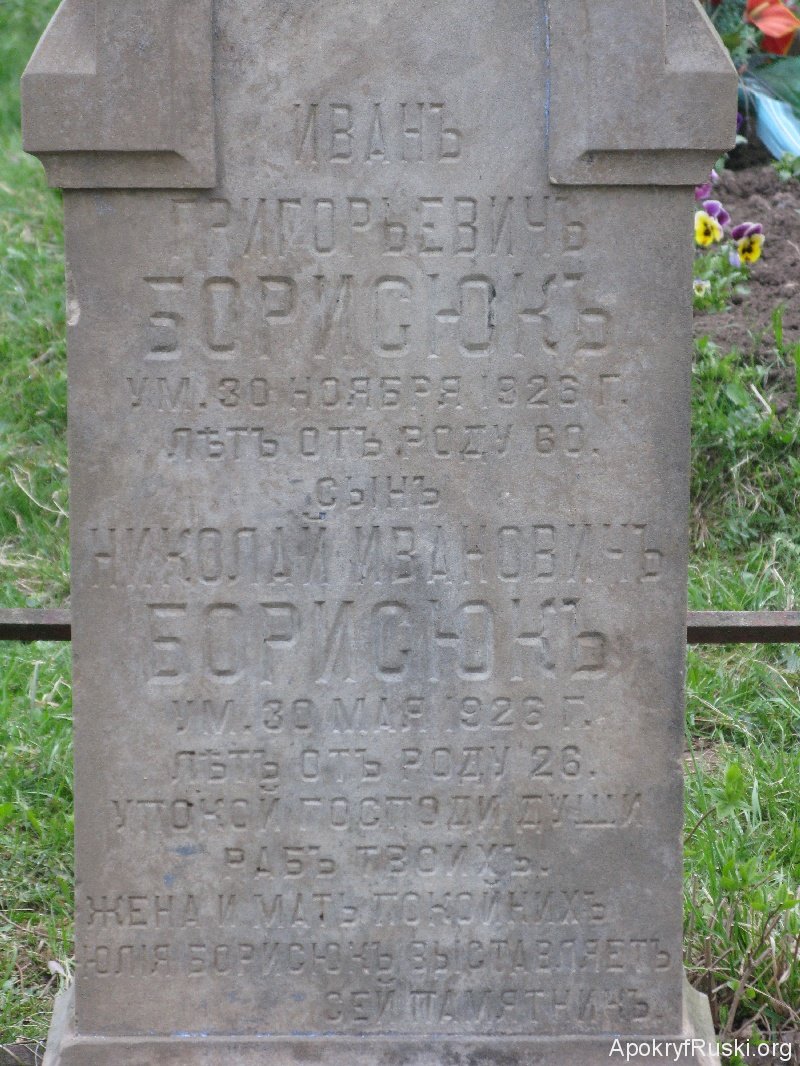 ИВАНЪ
ГРИГОРЬЕВИЧЪ
БОРИСЮКЪ
УМ. 30 НОЯБРЯ 1926 Г.
ЛѢТЪ ОТЪ РОДУ 60.
СЫНЪ
НИКОЛАЙ ИВАНОВИЧЪ
БОРИСЮКЪ
УМ. 30 МАЯ 1926 Г.
ЛѢТЪ ОТЪ РОДУ 26.
УПОКОЙ ГОСПОДИ ДУШИ
РАБЪ ТВОИХЪ.
ЖЕНА И МАТЬ ПОКОЙНИХЪ
ЮЛІЯ БОРИСЮКЪ ВЫСТАВЛЯЕТЪ
СЕЙ ПАМЯТНИКЪ.
ApokryfRuski.org